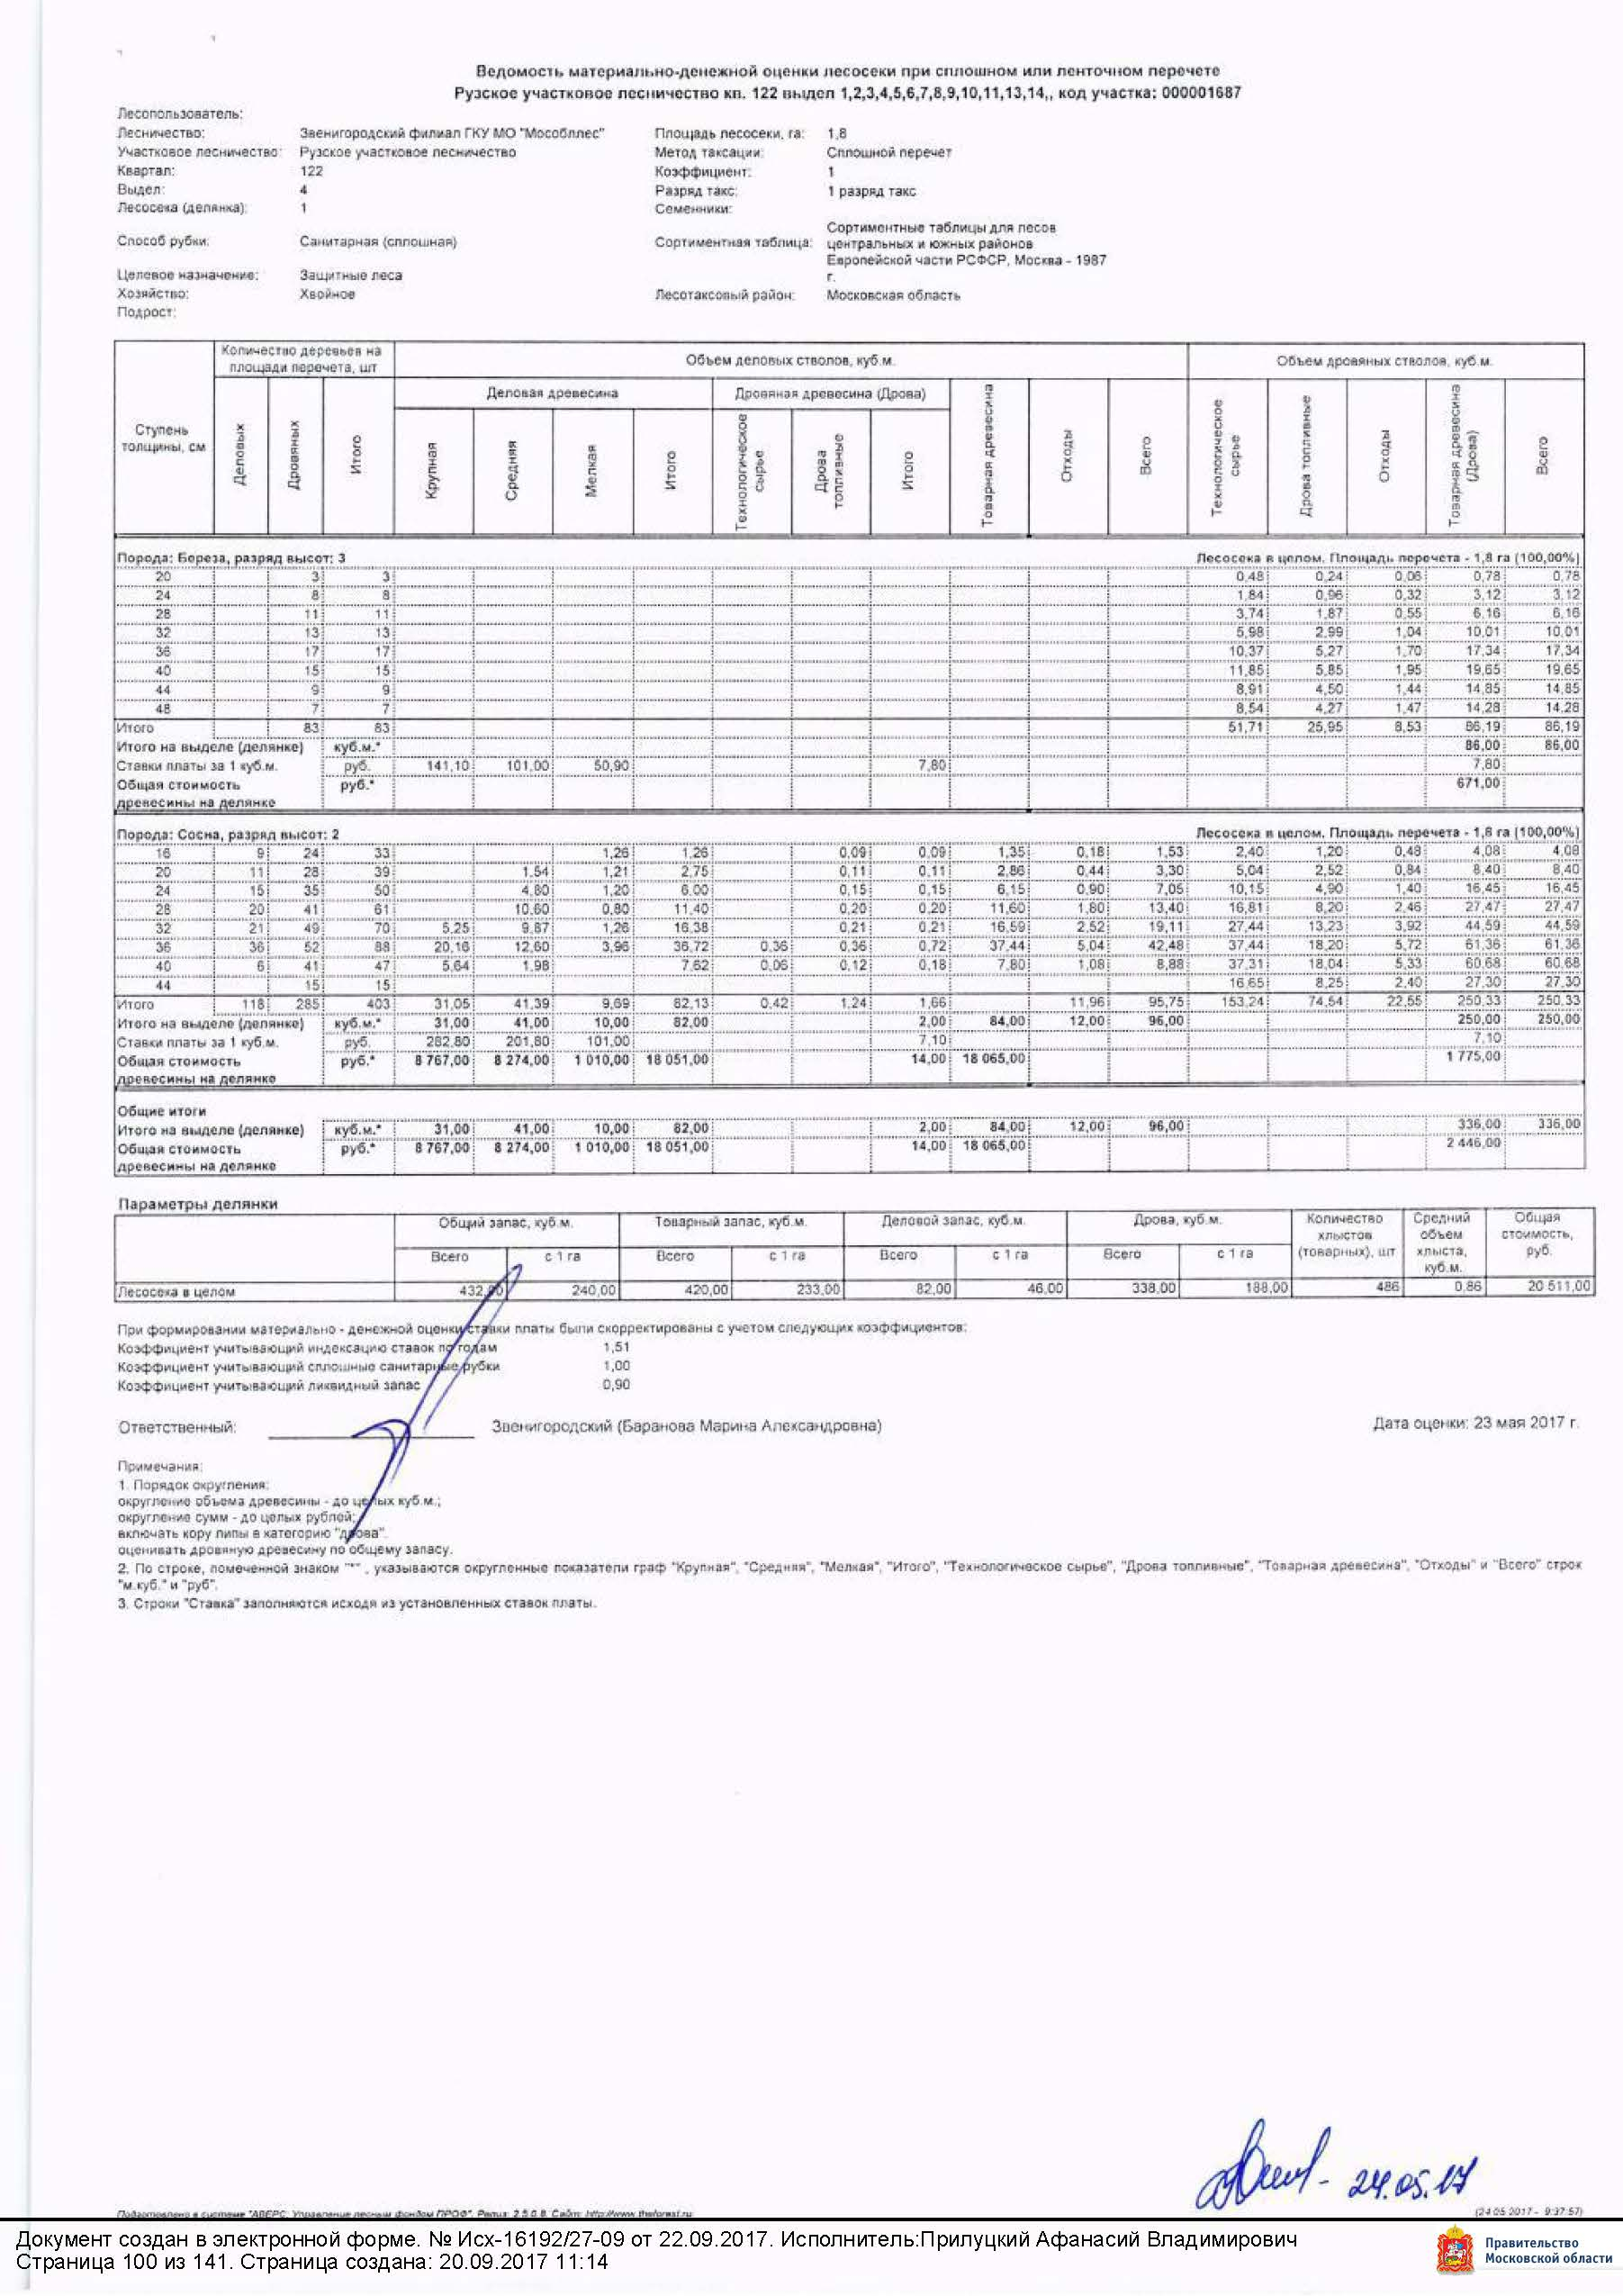 Ведомость материально-денежной оценки лесосеки при сплошном или ленточном перечете
Рузское участковое лесничество кв. 122 выдел 1,2,3,4,5,6,7,8,9,10,11,13,14,, код участка: 000001687
Лесопользователь:
Лесничество: Звенигородский филиал ГКУ МО "Мособллес" Площадь лесосеки, га: 1,8
Участковое лесничество: Рузское участковое лесничество Метод таксации: Сплошной перечет
Квартал: 122 Коэффициент: 1
Выдел: 4 Разряд такс: 1 разряд такс
Лесосека (делянка): 1 Семенники:
Способ рубки: Санитарная (сплошная) Сортиментная таблица: Сортиментные таблицы для лесов
центральных и южных районов
Европейской части РСФСР, Москва - 1987
г.
Целевое назначение: Защитные леса
Хозяйство: Хвойное Лесотаксовый район: Московская область
Подрост:
Ступень толщины, см Количество деревьев на площади перечета, шт Объем деловых стволов, куб.м. Объем дровяных стволов, куб.м.
Деловая древесина Дровяная древесина (Дрова)
Деловых Дровяных Итого Крупная Средняя Мелкая Итого Технологическое сырье Дрова топливные Итого Товарная древесина Отходы Всего Технологическое сырье Дрова топливные Отходы Товарная древесина (Дрова) Всего
Порода: Береза, разряд высот: 3 Лесосека в целом. Площадь перечета - 1,8 га (100,00%)
20 3 3 0,48 0,24 0,06 0,78 0,78
24 8 8 1,84 0,96 0,32 3,12 3,12
28 11 11 3,74 1,87 0,55 6,16 6,16
32 13 13 5,98 2,99 1,04 10,01 10,01
36 17 17 10,37 5,27 1,70 17,34 17,34
40 15 15 11,85 5,85 1,95 19,65 19,65
44 9 9 8,91 4,50 1,44 14,85 14,85
48 7 7 8,54 4,27 1,47 14,28 14,28
Итого 83 83 51,71 25,95 8,53 86,19 86,19
Итого на выделе (делянке) куб.м.* 86,00 86,00
Ставки платы за 1 куб.м. руб. 141,10 101,00 50,90 7,80 7,80
Общая стоимость руб.* 671,00
древесины на делянке
Порода: Сосна, разряд высот: 2 Лесосека в целом. Площадь перечета - 1,8 га (100,00%)
16 9 24 33 1,26 1,26 0,09 0,09 1,35 0,18 1,53 2,40 1,20 0,48 4,08 4,08
20 11 28 39 1,54 1,21 2,75 0,11 0,11 2,86 0,44 3,30 5,04 2,52 0,84 8,40 8,40
24 15 35 50 4,80 1,20 6,00 0,15 0,15 6,15 0,90 7,05 10,15 4,90 1,40 16,45 16,45
28 20 41 61 10,60 0,80 11,40 0,20 0,20 11,60 1,80 13,40 16,81 8,20 2,46 27,47 27,47
32 21 49 70 5,25 9,87 1,26 16,38 0,21 0,21 16,59 2,52 19,11 27,44 13,23 3,92 44,59 44,59
36 36 52 88 20,16 12,60 3,96 36,72 0,36 0,36 0,72 37,44 5,04 42,48 37,44 18,20 5,72 61,36 61,36
40 6 41 47 5,64 1,98 7,62 0,06 0,12 0,18 7,80 1,08 8,88 37,31 18,04 5,33 60,68 60,68
44 15 15 16,65 8,25 2,40 27,30 27,30
Итого 118 285 403 31,05 41,39 9,69 82,13 0,42 1,24 1,66 11,96 95,75 153,24 74,54 22,55 250,33 250,33
Итого на выделе (делянке) куб.м.* 31,00 41,00 10,00 82,00 2,00 84,00 12,00 96,00 250,00 250,00
Ставки платы за 1 куб.м. руб. 282,80 201,80 101,00 7,10 7,10
Общая стоимость руб.* 8 767,00 8 274,00 1 010,00 18 051,00 14,00 18 065,00 1 775,00
древесины на делянке
Общие итоги
Итого на выделе (делянке) куб.м.* 31,00 41,00 10,00 82,00 2,00 84,00 12,00 96,00 336,00 336,00
Общая стоимость руб.* 8 767,00 8 274,00 1 010,00 18 051,00 14,00 18 065,00 2 446,00
древесины на делянке
Параметры делянки
Общий запас, куб.м. Товарный запас, куб.м. Деловой запас, куб.м. Дрова, куб.м. Количество хлыстов (товарных), шт Средний объем хлыста, куб.м. Общая стоимость, руб.
Всего с 1 га Всего с 1 га Всего с 1 га Всего с 1 га
Лесосека в целом 432,00 240,00 420,00 233,00 82,00 46,00 338,00 188,00 486 0,86 20 511,00
При формировании материально - денежной оценки ставки платы были скорректированы с учетом следующих коэффициентов:
Коэффициент учитывающий индексацию ставок по годам 1,51
Коэффициент учитывающий сплошные санитарные рубки 1,00
Коэффициент учитывающий ликвидный запас 0,90
Ответственный: Звенигородский (Баранова Марина Александровна) Дата оценки: 23 мая 2017 г.
Примечания:
1. Порядок округления:
округление объема древесины - до целых куб.м.;
округление сумм - до целых рублей;
включать кору липы в категорию "дрова".
оценивать дровяную древесину по общему запасу.
2. По строке, помеченной знаком "*" , указываются округленные показатели граф "Крупная", "Средняя", "Мелкая", "Итого", "Технологическое сырье", "Дрова топливные", "Товарная древесина", "Отходы" и "Всего" строк
"м.куб." и "руб".
3. Строки "Ставка" заполняются исходя из установленных ставок платы.
24.05.17
Подготовлено в системе "АВЕРС: Управление лесным фондом ПРОФ". Релиз: 2.5.0.8. Сайт: http://www.theforest.ru (24.05.2017 - 9:37:57)
Документ создан в электронной форме. № Исх-16192/27-09 от 22.09.2017. Исполнитель:Прилуцкий Афанасий Владимирович
Страница 100 из 141. Страница создана: 20.09.2017 11:14
Правительство
Московской области